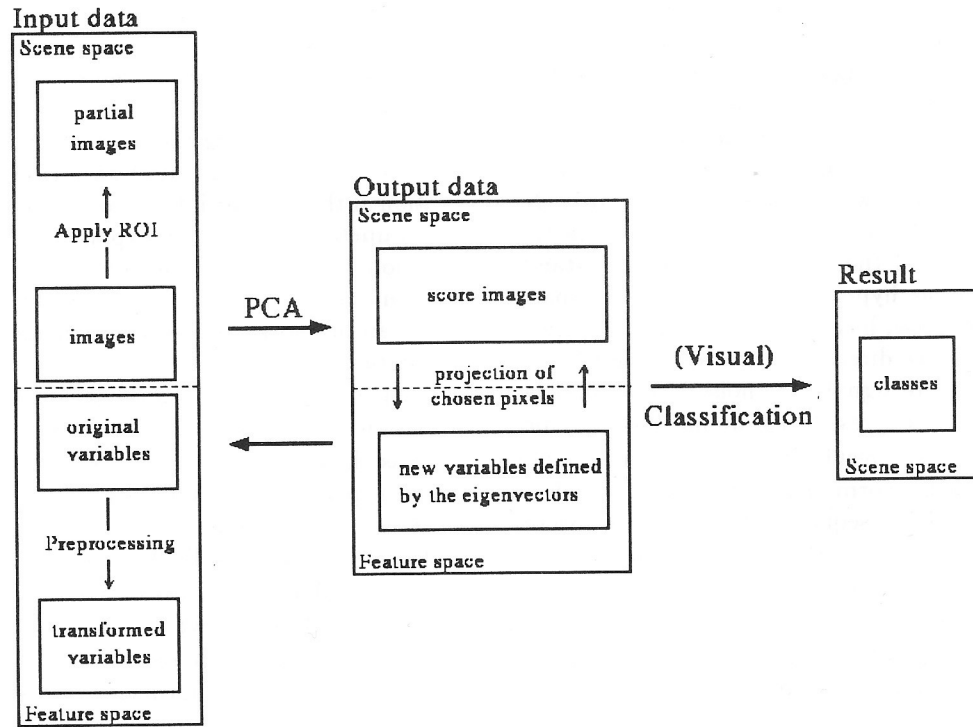 Input data
Scene space
partial
images
Apply ROI
images
original
variables
Preprocessing
transformed
variables
Feature space
PCA
Output data
Scene space
score images
projection of
chosen pixels
new variables defined
by the eigenvectors
Feature space
(Visual)
Classification
Result
classes
Scene space